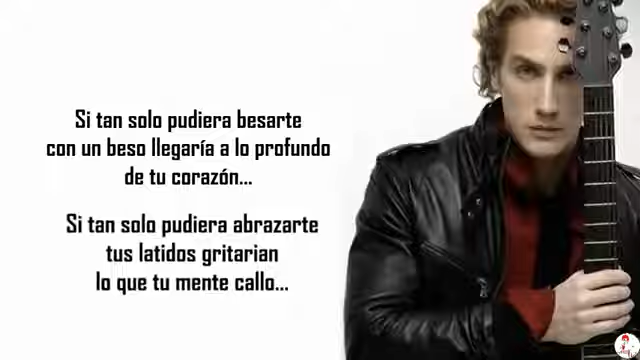 Si tan solo pudiera besarte
con un beso llegaría a lo profundo
de tu corazón...
Si tan solo pudiera abrazarte
tus latidos gritarian
lo que tu mente callo...